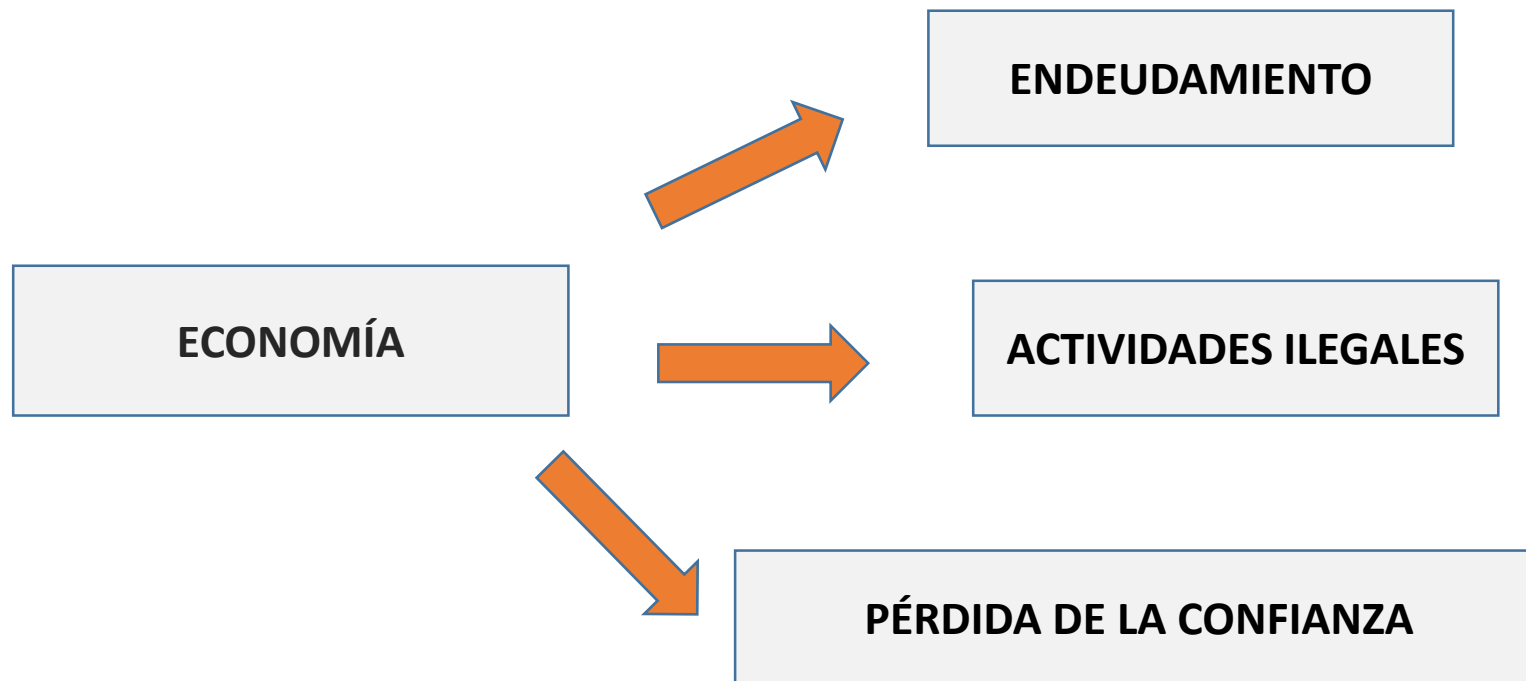 ENDEUDAMIENTO
ECONOMÍA
ACTIVIDADES ILEGALES
PÉRDIDA DE LA CONFIANZA